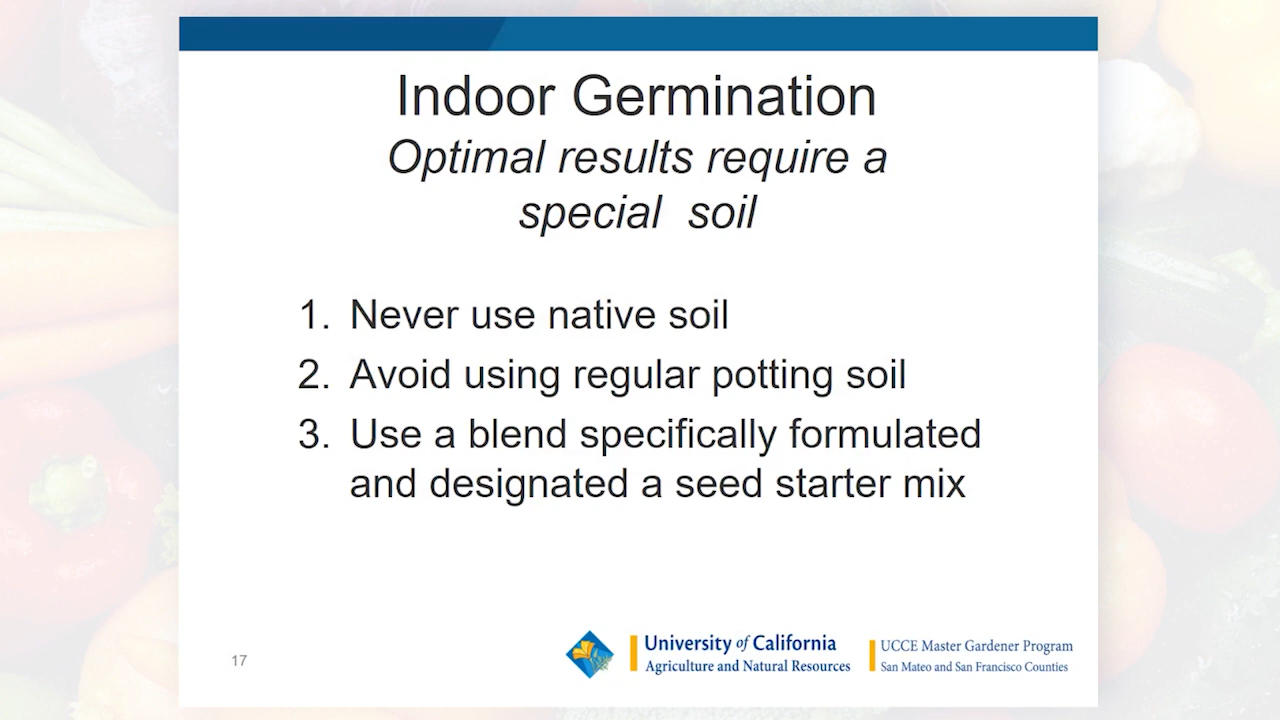 Indoor Germination
Optimal results require a
special  soil
1. Never use native soil
2. Avoid using regular potting soil
3. Use a blend specifically formulated
and designated a seed starter mix
17
University of California
Agriculture and Natural Resources
UCCE Master Gardener Program
San Mateo and San Francisco Counties